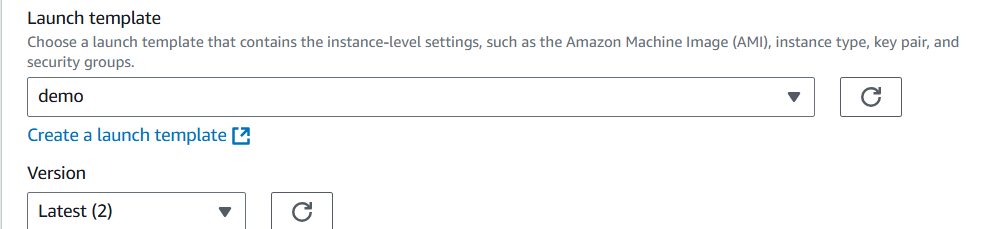 Launch template
Choose a launch template that contains the instance-level settings, such as the Amazon Machine Image (AMI), instance type, key pair, and
security groups.
demo
Create a launch template
Version
Latest (2)